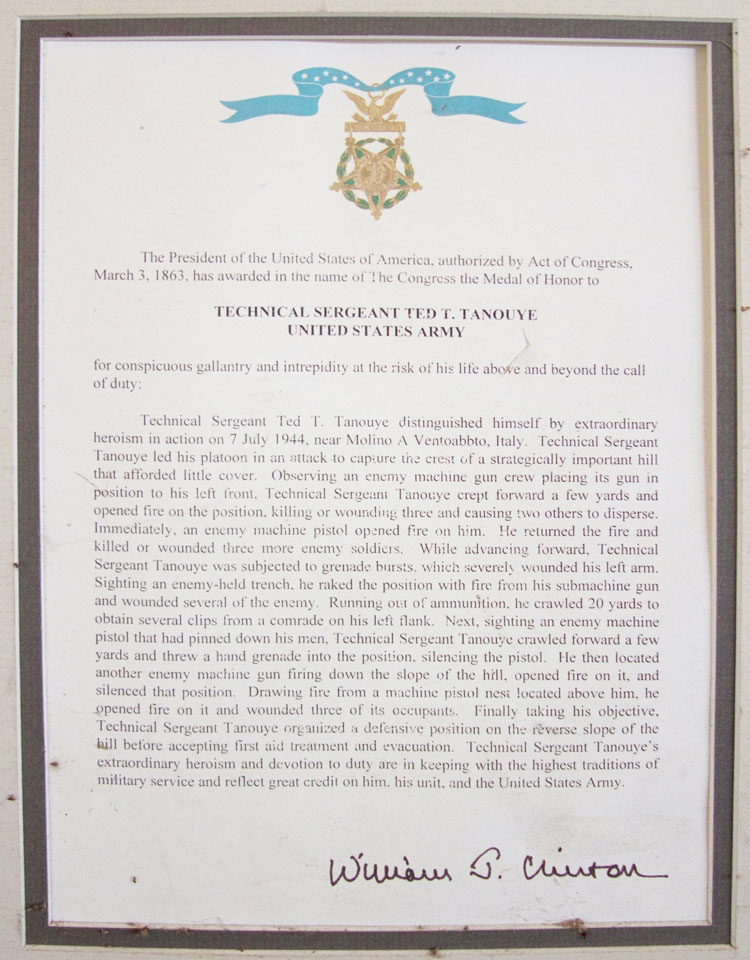 The President of the United States of America, authorized by Act of Congress,
March 3, 1863, has awarded in the name of The Congress the Medal of Honor to
TECHNICAL SERGEANT TED T. TANOUYE
UNITED STATES ARMY
for conspicuous gallantry and intrepidity at the risk of his life above and beyond the call
of duty:
Technical Sergeant Ted T. Tanouye distinguished himself by extraordinary
heroism in action on 7 July 1944, near Molino A Ventoabbto, Italy. Technical Sergeant
Tanouye led his platoon in an attack to capture the crest of a strategically important hill
that afforded little cover. Observing an enemy machine gun crew placing its gun in
position to his left front, Technical Sergeant Tanouye crept forward a few yards and
opened fire on the position, killing or wounding three and causing two others to disperse.
Immediately, an enemy machine pistol opened fire on him. He returned the fire and
killed or wounded three more enemy soldiers. While advancing forward, Technical
Sergeant Tanouye was subjected to grenade bursts, which severely wounded his left arm.
Sighting an enemy-held trench, he raked the position with fire from his submachine gun
and wounded several of the enemy. Running out of ammunition, he crawled 20 yards to
obtain several clips from a comrade on his left flank. Next, sighting an enemy machine
pistol that had pinned down his men, Technical Sergeant Tanouye crawled forward a few
yards and threw a hand grenade into the position, silencing the pistol. He then located
another enemy machine gun firing down the slope of the hill, opened fire on it, and
silenced that position. Drawing fire from a machine pistol nest located above him, he
opened fire on it and wounded three of its occupants. Finally taking his objective,
Technical Sergeant Tanouye organized a defensive position on the reverse slope of the
hill before accepting first aid treatment and evacuation. Technical Sergeant Tanouye's
extraordinary heroism and devotion to duty are in keeping with the highest traditions of
military service and reflect great credit on him, his unit, and the United States Army.
William J. Clinton